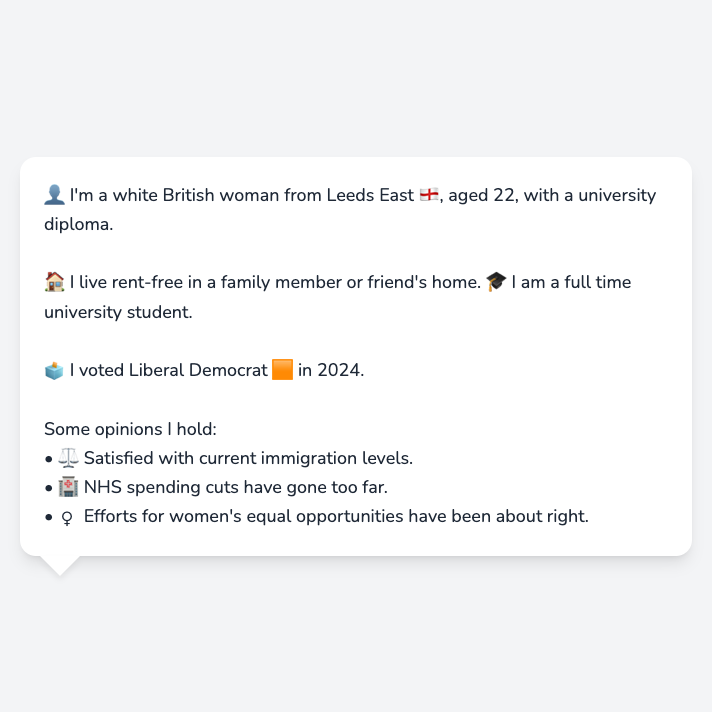 👤 I'm a white British woman from Leeds East 🏴󠁧󠁢󠁥󠁮󠁧󠁿, aged 22, with a university
diploma.
🏠 I live rent-free in a family member or friend's home. 🎓 I am a full time
university student.
🗳️ I voted Liberal Democrat 🟧 in 2024.
Some opinions I hold:
• ⚖️ Satisfied with current immigration levels.
• 🏥 NHS spending cuts have gone too far.
• ♀ Efforts for women's equal opportunities have been about right.